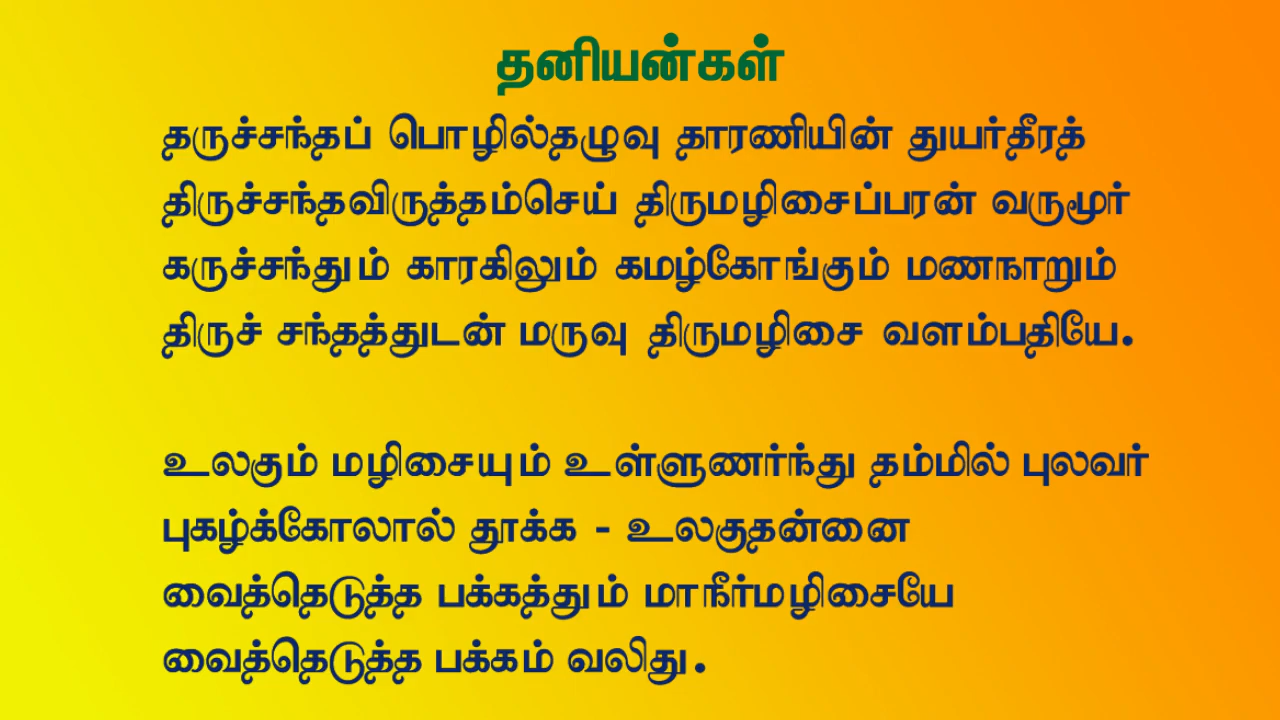 தனியன்கள்
தருச்சந்தப் பொழில்தழுவு தாரணியின் துயர்தீரத்
திருச்சந்தவிருத்தம்செய் திருமழிசைப்பரன் வருமூர்
கருச்சந்தும் காரகிலும் கமழ்கோங்கும் மணநாறும்
திருச் சந்தத்துடன் மருவு திருமழிசை வளம்பதியே.
உலகும் மழிசையும் உள்ளுணர்ந்து தம்மில் புலவர்
புகழ்க்கோலால் தூக்க - உலகுதன்னை
வைத்தெடுத்த பக்கத்தும் மாநீர்மழிசையே
வைத்தெடுத்த பக்கம் வலிது.